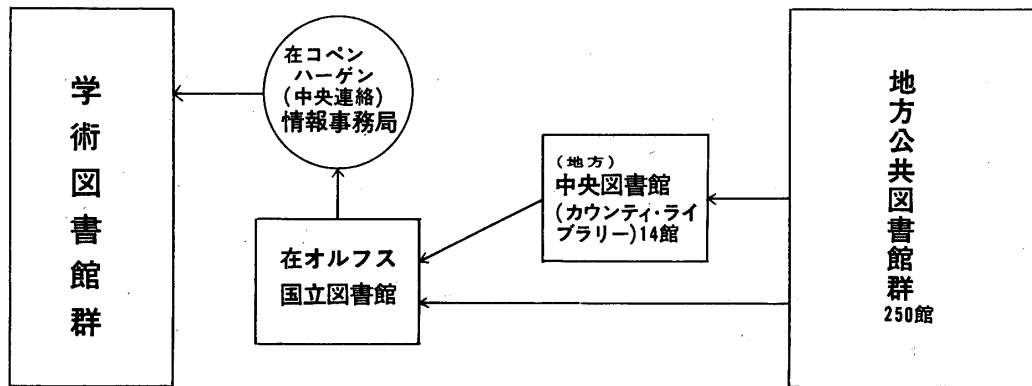 学術図書館群
在コペン
ハーゲン
(中央連絡)
情報事務局
在オルフス
国立図書館
(地方)
中央図書館
(カウンティ・ライ
ブラリー)14館
地方公共図書館群
250館